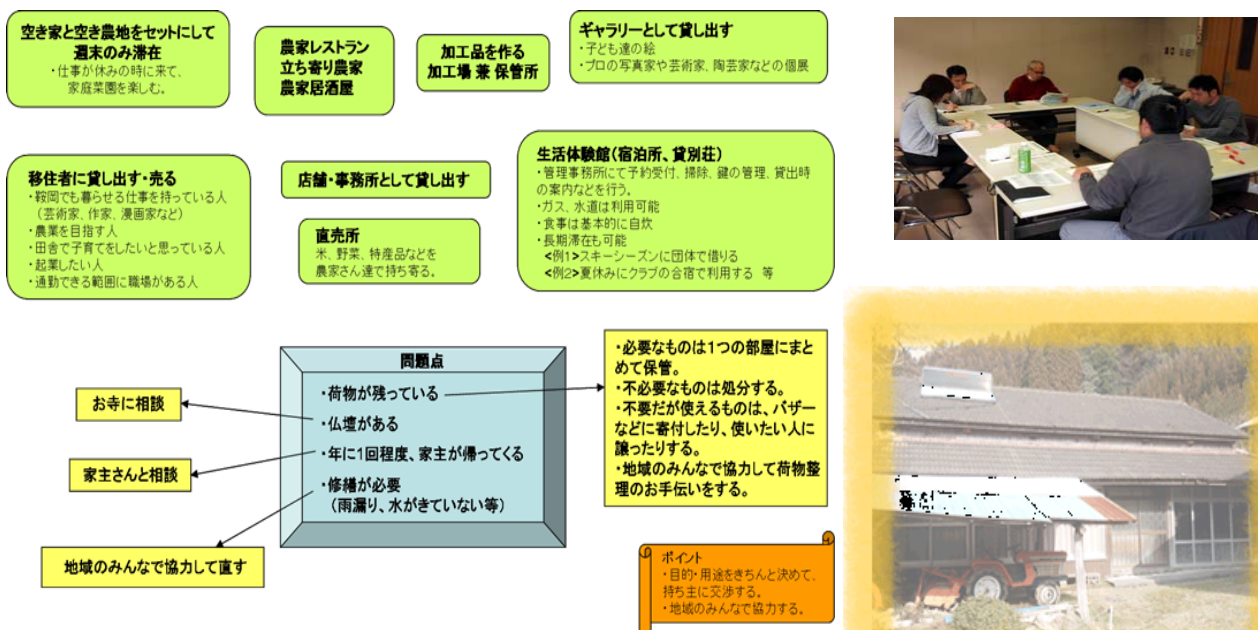 空き家と空き農地をセットにして
週末のみ滞在
・仕事が休みの時に来て、
家庭菜園を楽しむ。
農家レストラン
立ち寄り農家
農家居酒屋
加工品を作る
加工場 兼 保管所
ギャラリーとして貸し出す
・子ども達の絵
・プロの写真家や芸術家、陶芸家などの個展
移住者に貸し出す・売る
・鞍岡でも暮らせる仕事を持っている人
（芸術家、作家、漫画家など）
・農業を目指す人
・田舎で子育てをしたいと思っている人
・起業したい人
・通勤できる範囲に職場がある人
店舗・事務所として貸し出す
直売所
米、野菜、特産品などを
農家さん達で持ち寄る。
生活体験館（宿泊所、貸別荘）
・管理事務所にて予約受付、掃除、鍵の管理、貸出時
の案内などを行う。
・ガス、水道は利用可能
・食事は基本的に自炊
・長期滞在も可能
<例1>スキーシーズンに団体で借りる
<例2>夏休みにクラブの合宿で利用する 等
問題点
・荷物が残っている
・仏壇がある
・年に1回程度、家主が帰ってくる
・修繕が必要
（雨漏り、水がきていない等）
お寺に相談
家主さんと相談
地域のみんなで協力して直す
・必要なものは1つの部屋にまと
めて保管。
・不必要なものは処分する。
・不要だが使えるものは、バザー
などに寄付したり、使いたい人に
譲ったりする。
・地域のみんなで協力して荷物整
理のお手伝いをする。
ポイント
・目的・用途をきちんと決めて、
持ち主に交渉する。
・地域のみんなで協力する。